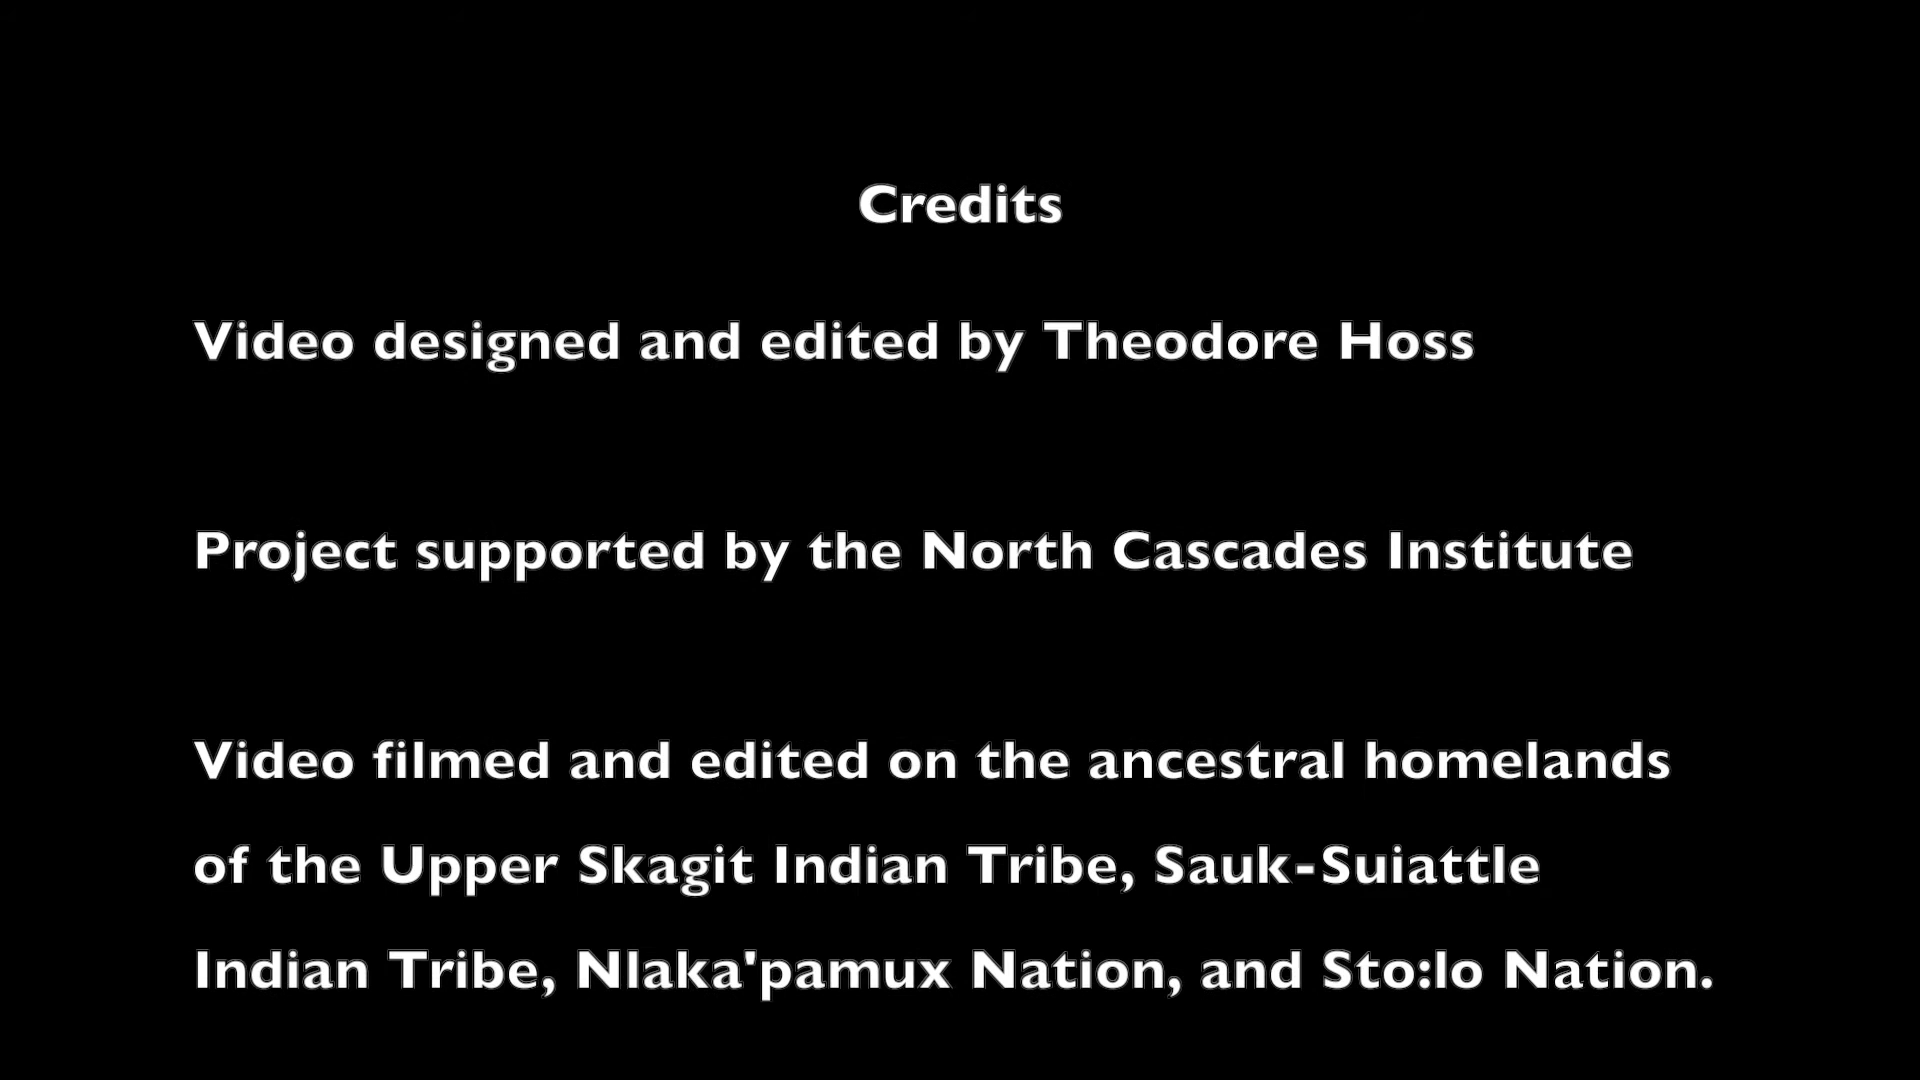 Credits
Video designed and edited by Theodore Hoss
Project supported by the North Cascades Institute
Video filmed and edited on the ancestral homelands
of the Upper Skagit Indian Tribe, Sauk-Suiattle
Indian Tribe, Nlaka'pamux Nation, and Sto:lo Nation.